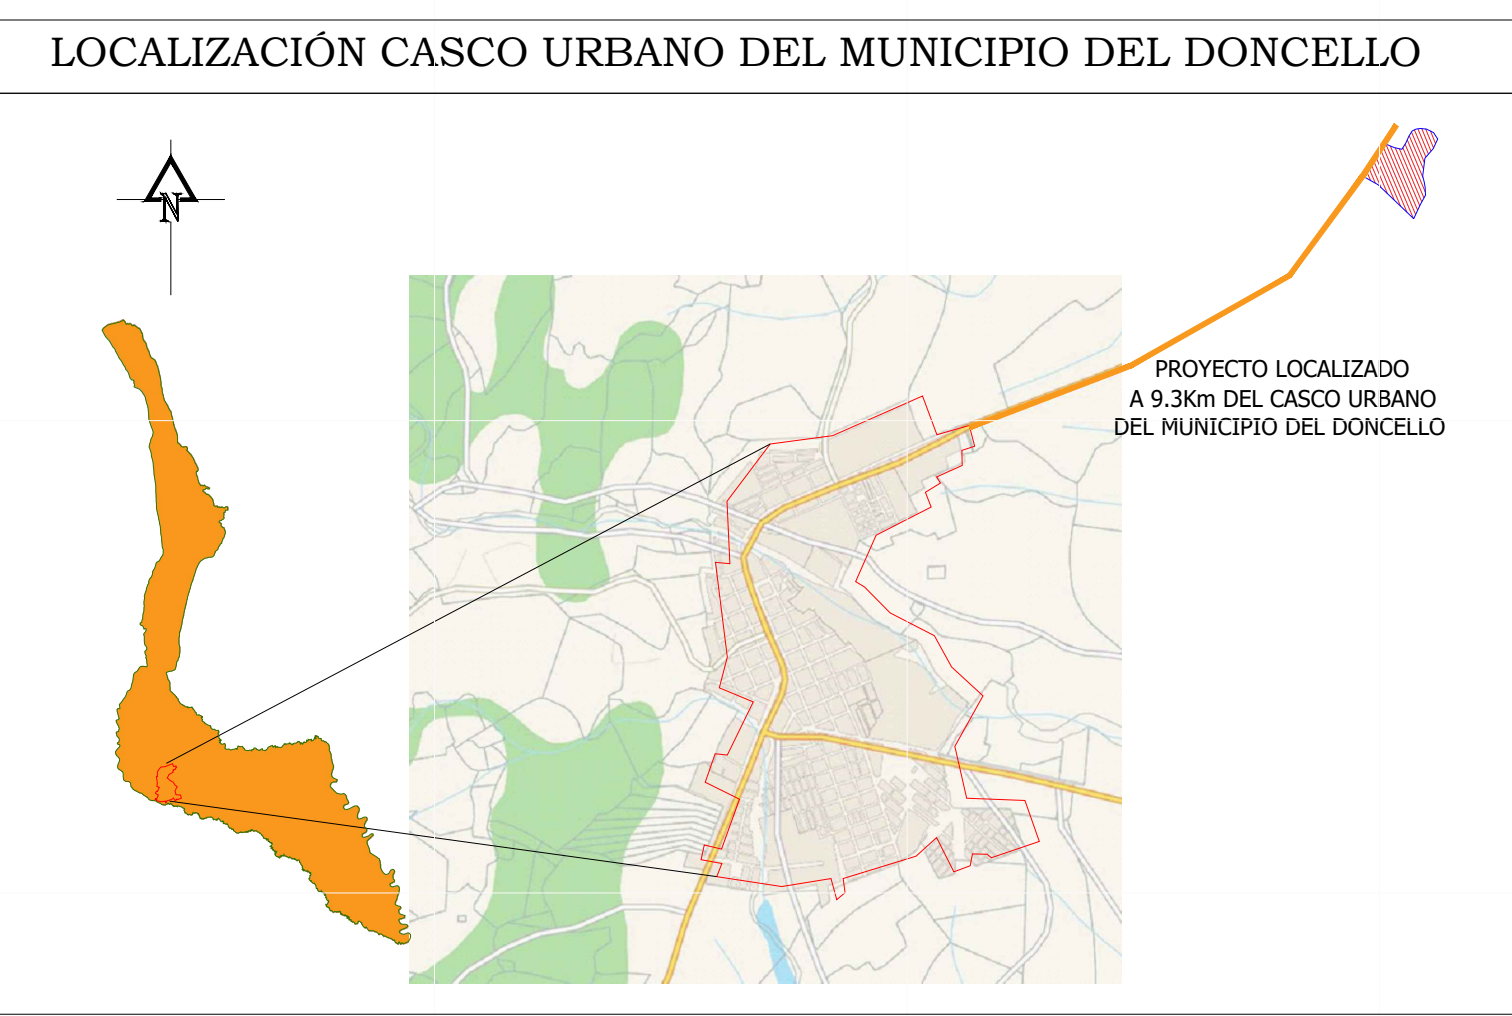 LOCALIZACIÓN CASCO URBANO DEL MUNICIPIO DEL DONCELLO
N
PROYECTO LOCALIZADO
A 9.3Km DEL CASCO URBANO
DEL MUNICIPIO DEL DONCELLO